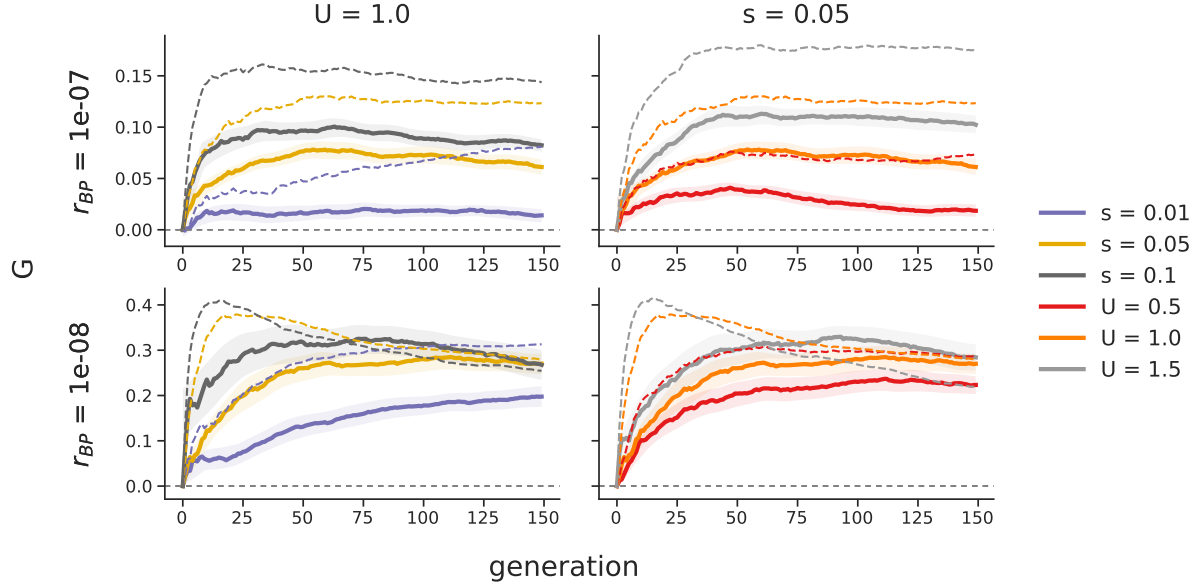 U = 1.0
s = 0.05
r_BP = 1e-07
0.15
0.10
0.05
0.00
0 25 50 75 100 125 150
0 25 50 75 100 125 150
G
r_BP = 1e-08
0.4
0.3
0.2
0.1
0.0
0 25 50 75 100 125 150
0 25 50 75 100 125 150
generation
s = 0.01
s = 0.05
s = 0.1
U = 0.5
U = 1.0
U = 1.5